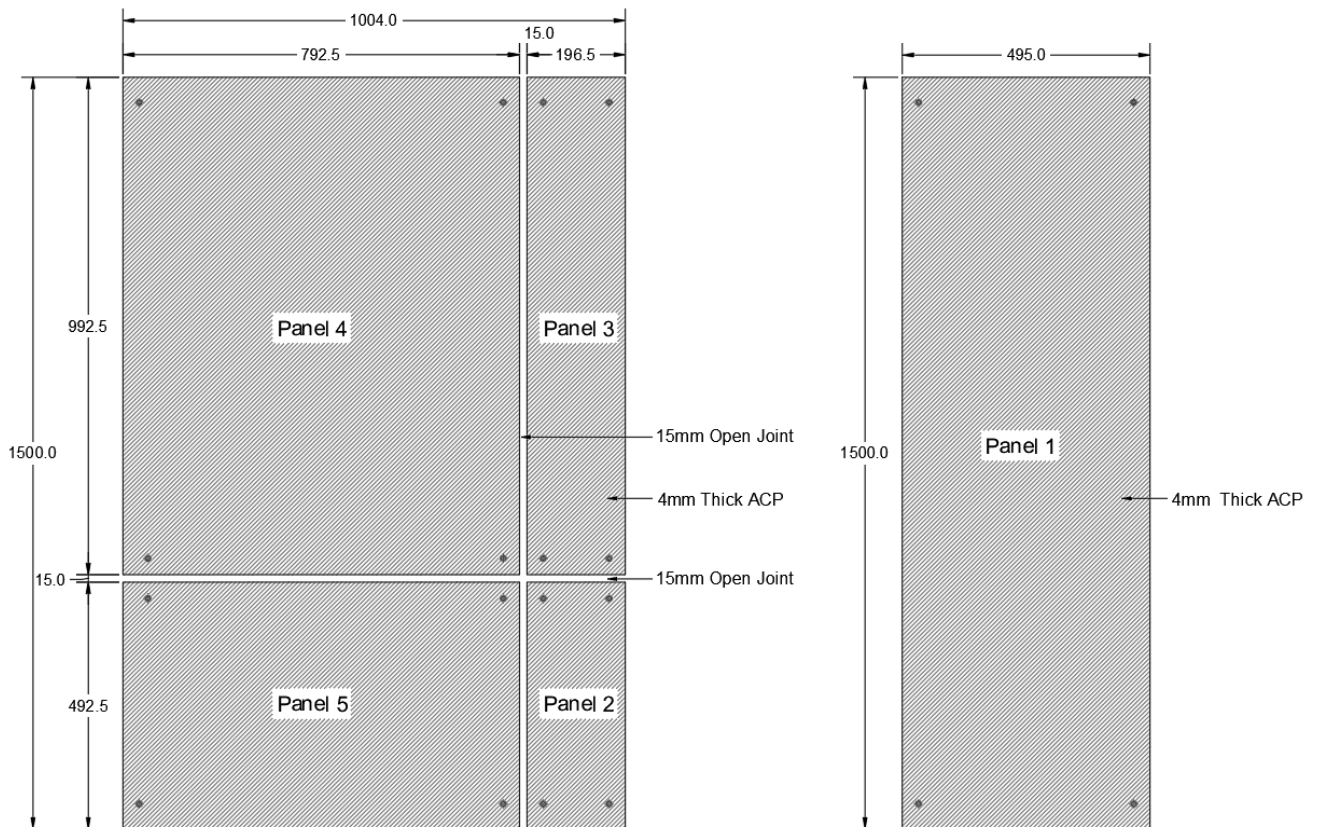 1004.0
15.0
792.5
196.5
495.0
Panel 4
Panel 3
992.5
15mm Open Joint
Panel 1
1500.0
1500.0
4mm Thick ACP
4mm Thick ACP
15.0
15mm Open Joint
Panel 5
Panel 2
492.5